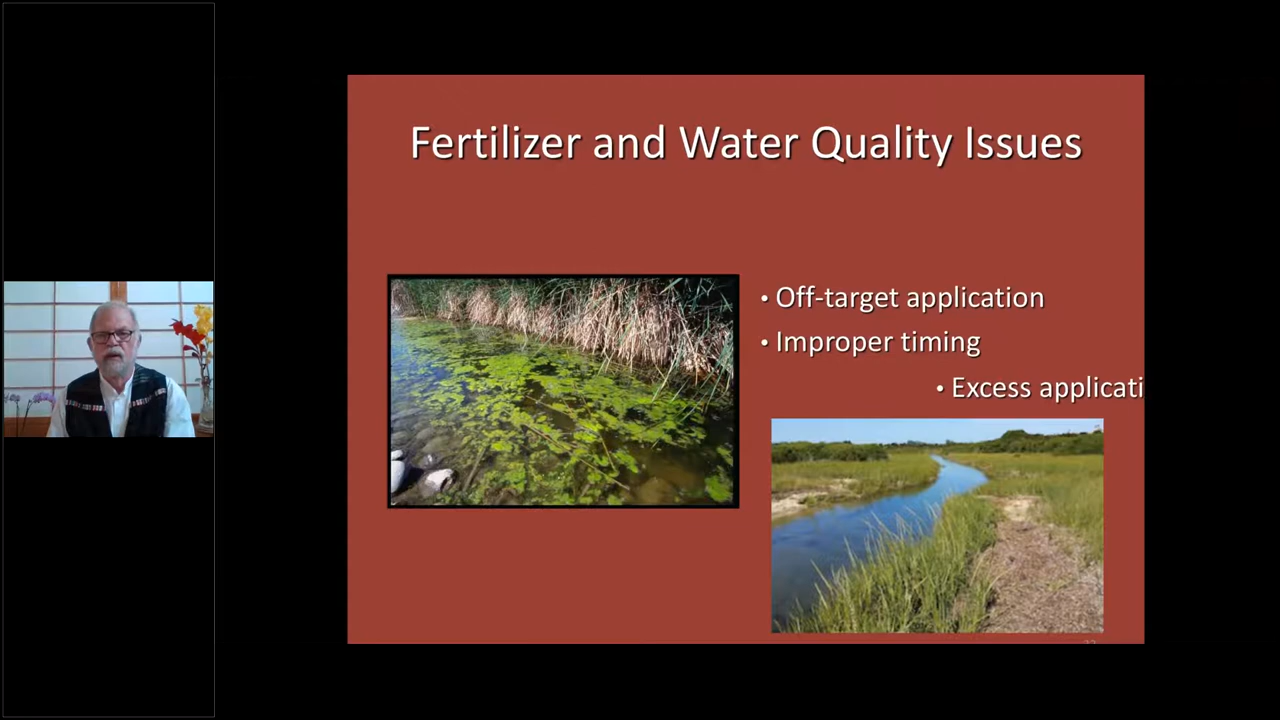 Fertilizer and Water Quality Issues
• Off-target application
• Improper timing
• Excess applicati